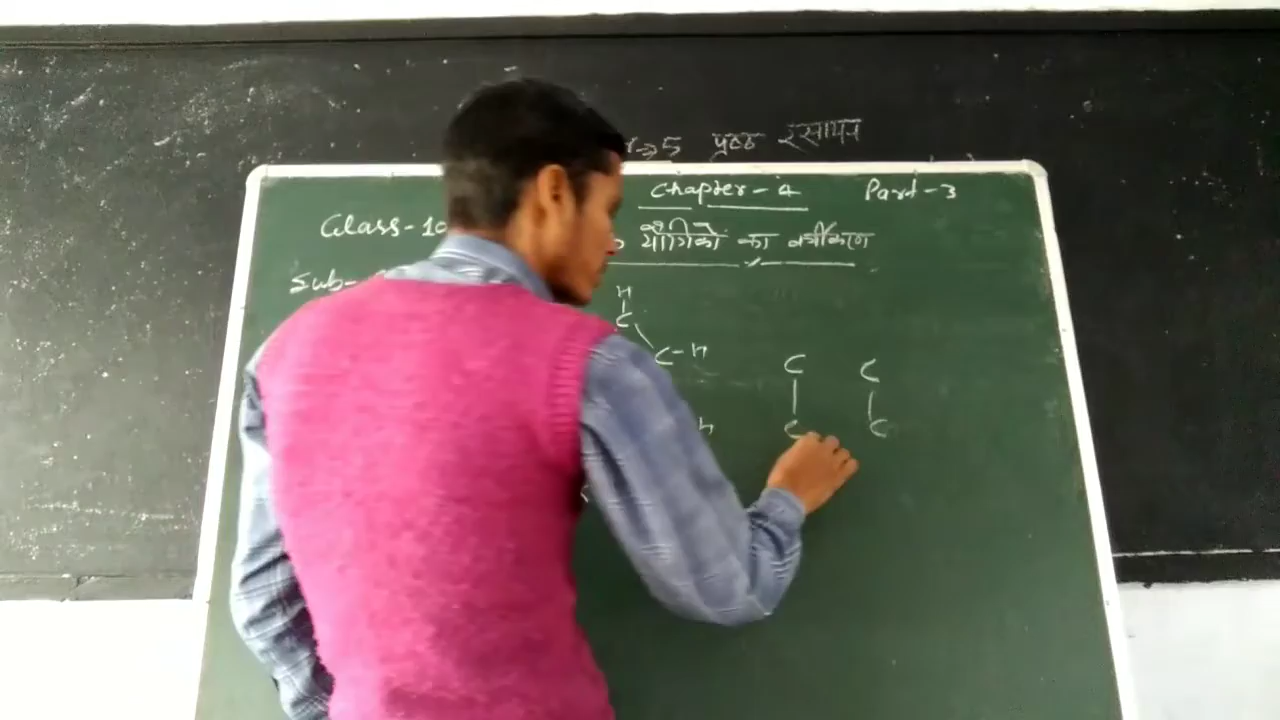 5 पृष्ठ रसायन
Chapter-4 Part-3
Class-10
यौगिकों का वर्गीकरण
Sub-
H
C
C-H C C
h C C